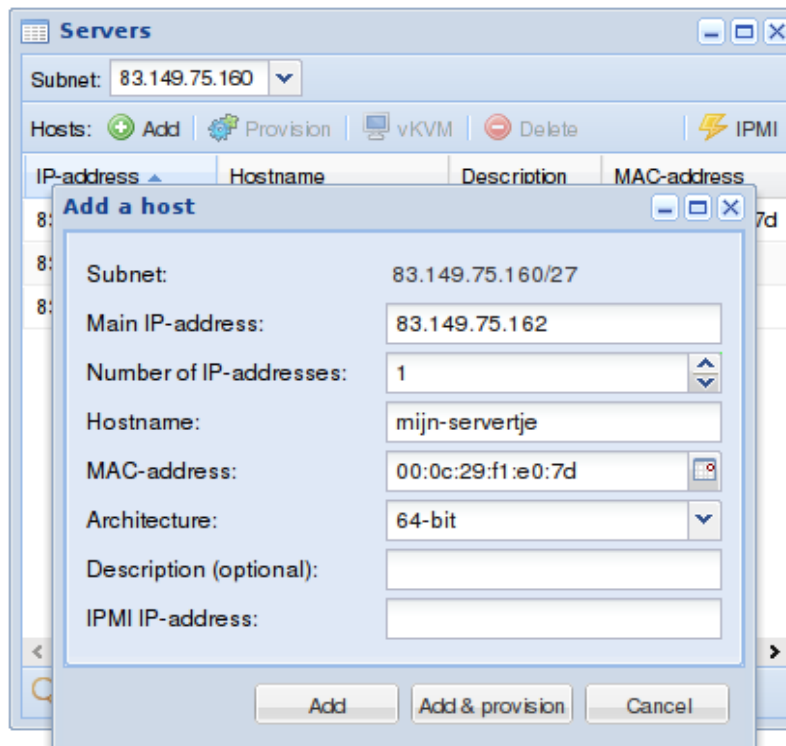 Servers
Subnet: 83.149.75.160
Hosts: Add Provision vKVM Delete IPMI
IP-address Hostname Description MAC-address
Add a host
7d
Subnet: 83.149.75.160/27
Main IP-address: 83.149.75.162
Number of IP-addresses: 1
Hostname: mijn-servertje
MAC-address: 00:0c:29:f1:e0:7d
Architecture: 64-bit
Description (optional):
IPMI IP-address:
Add Add & provision Cancel